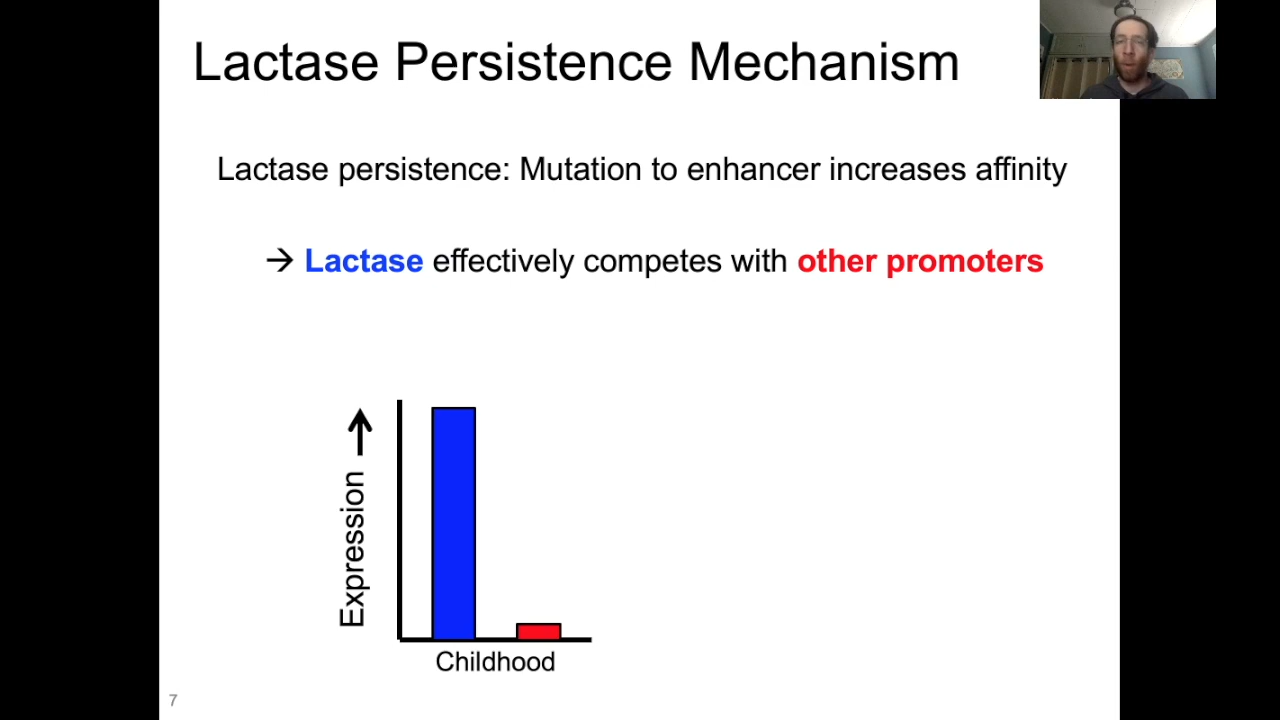 Lactase Persistence Mechanism
Lactase persistence: Mutation to enhancer increases affinity
→ Lactase effectively competes with other promoters
Expression →
Childhood
7